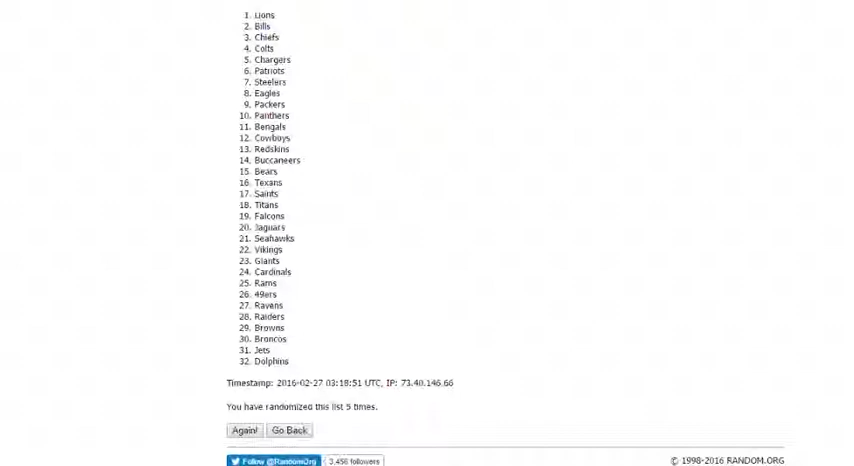 1. Lions
2. Bills
3. Chiefs
4. Colts
5. Chargers
6. Patriots
7. Steelers
8. Eagles
9. Packers
10. Panthers
11. Bengals
12. Cowboys
13. Redskins
14. Buccaneers
15. Bears
16. Texans
17. Saints
18. Titans
19. Falcons
20. Jaguars
21. Seahawks
22. Vikings
23. Giants
24. Cardinals
25. Rams
26. 49ers
27. Ravens
28. Raiders
29. Browns
30. Broncos
31. Jets
32. Dolphins
Timestamp: 2016-02-27 03:18:51 UTC, IP: 73.40.146.66
You have randomized this list 5 times.
Again! Go Back
Follow @RandomOrg 3,456 followers © 1998-2016 RANDOM.ORG